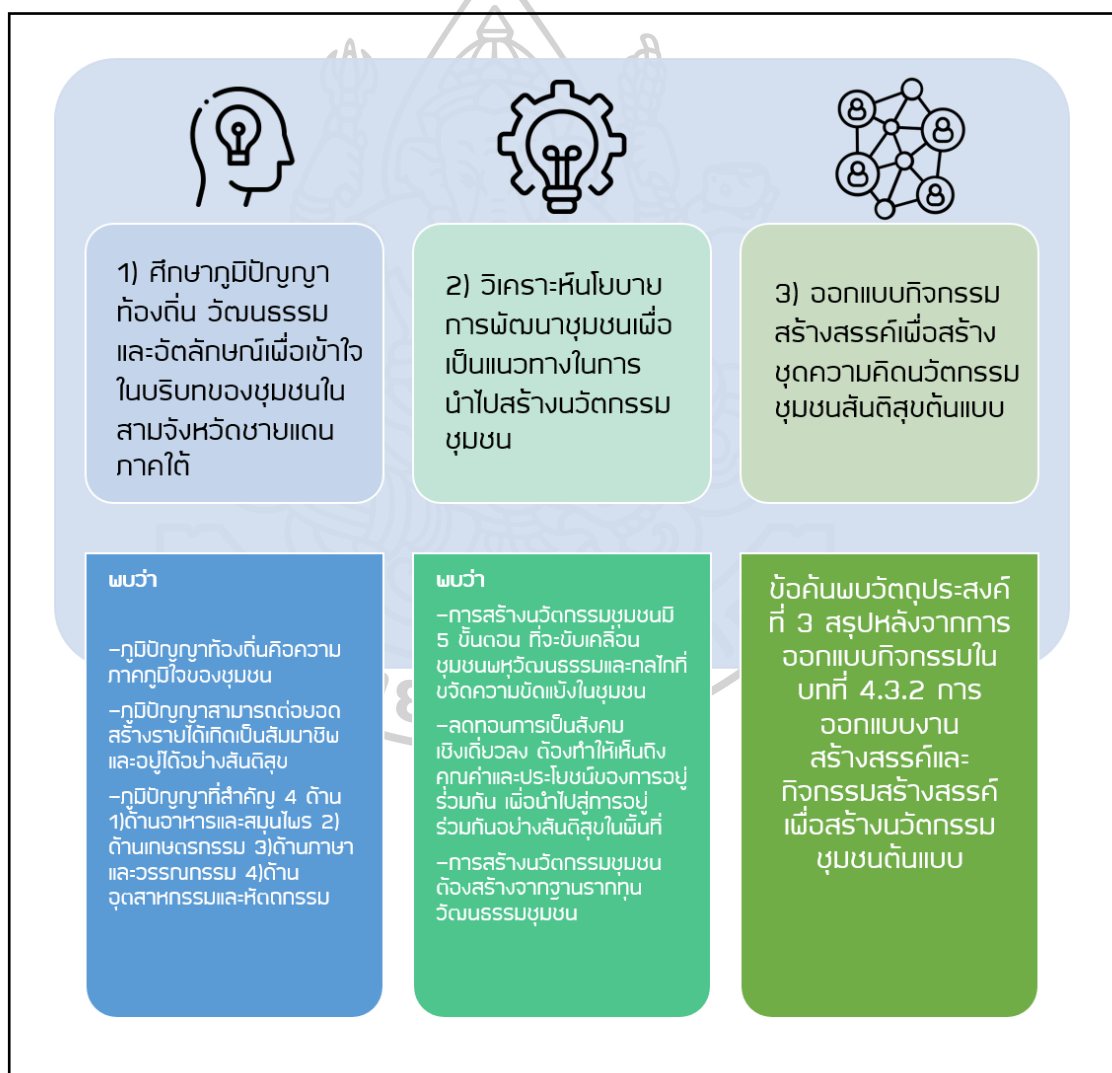 1) ศึกษาภูมิปัญญา
ท้องถิ่น วัฒนธรรม
และอัตลักษณ์เพื่อเข้าใจ
ในบริบทของชุมชนใน
สามจังหวัดชายแดน
ภาคใต้
2) วิเคราะห์นโยบาย
การพัฒนาชุมชนเพื่อ
เป็นแนวทางในการ
นำไปสร้างนวัตกรรม
ชุมชน
3) ออกแบบกิจกรรม
สร้างสรรค์เพื่อสร้าง
ชุดความคิดนวัตกรรม
ชุมชนสันติสุขต้นแบบ
พบว่า
-ภูมิปัญญาท้องถิ่นคือความ
ภาคภูมิใจของชุมชน
-ภูมิปัญญาสามารถต่อยอด
สร้างรายได้เกิดเป็นสัมมาชีพ
และอยู่ได้อย่างสันติสุข
-ภูมิปัญญาที่สำคัญ 4 ด้าน
1)ด้านอาหารและสมุนไพร 2)
ด้านเกษตรกรรม 3)ด้านภาษา
และวรรณกรรม 4)ด้าน
อุตสาหกรรมและหัตถกรรม
พบว่า
-การสร้างนวัตกรรมชุมชนมี
5 ขั้นตอน ที่จะขับเคลื่อน
ชุมชนพหุวัฒนธรรมและกลไกที่
ขจัดความขัดแย้งในชุมชน
-ลดทอนการเป็นสังคม
เชิงเดี่ยวลง ต้องทำให้เห็นถึง
คุณค่าและประโยชน์ของการอยู่
ร่วมกัน เพื่อนำไปสู่การอยู่
ร่วมกันอย่างสันติสุขในพื้นที่
-การสร้างนวัตกรรมชุมชน
ต้องสร้างจากฐานรากทุน
วัฒนธรรมชุมชน
ข้อค้นพบวัตถุประสงค์
ที่ 3 สรุปหลังจากการ
ออกแบบกิจกรรมใน
บทที่ 4.3.2 การ
ออกแบบงาน
สร้างสรรค์และ
กิจกรรมสร้างสรรค์
เพื่อสร้างนวัตกรรม
ชุมชนต้นแบบ